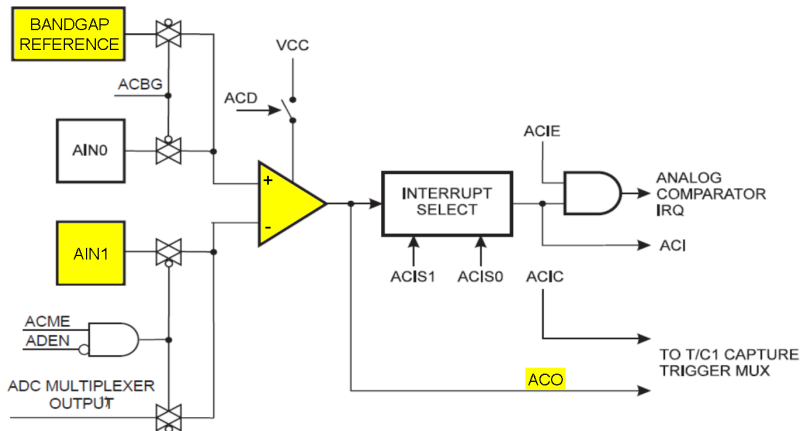 BANDGAP
REFERENCE
VCC
ACBG
ACD
AIN0
ACIE
+
INTERRUPT
SELECT
ANALOG
COMPARATOR
IRQ
-
AIN1
ACI
ACIS1
ACIS0
ACIC
ACME
ADEN
TO T/C1 CAPTURE
TRIGGER MUX
ACO
ADC MULTIPLEXER
OUTPUT